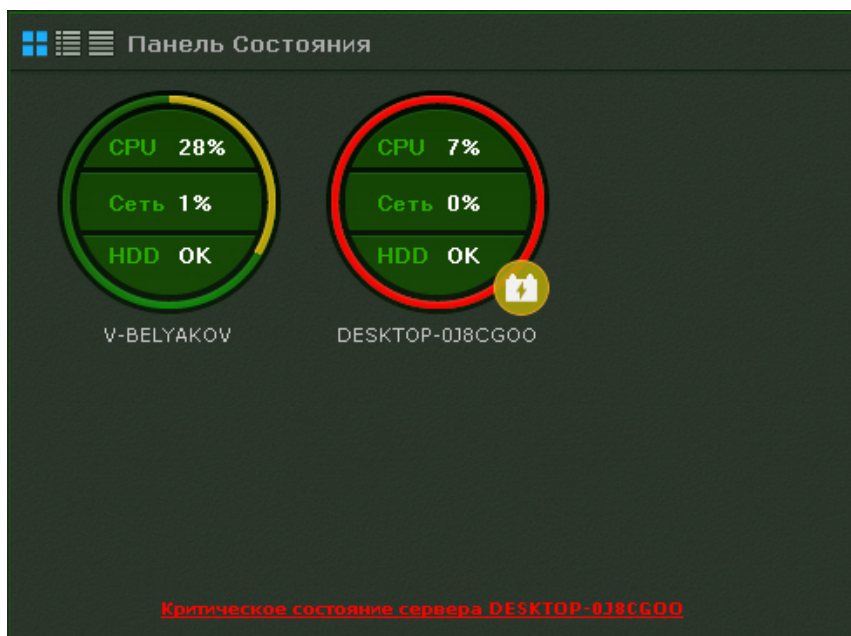 Панель Состояния
CPU 28%
Сеть 1%
HDD OK
V-BELYAKOV
CPU 7%
Сеть 0%
HDD OK
DESKTOP-0J8CGOO
Критическое состояние сервера DESKTOP-0J8CGOO